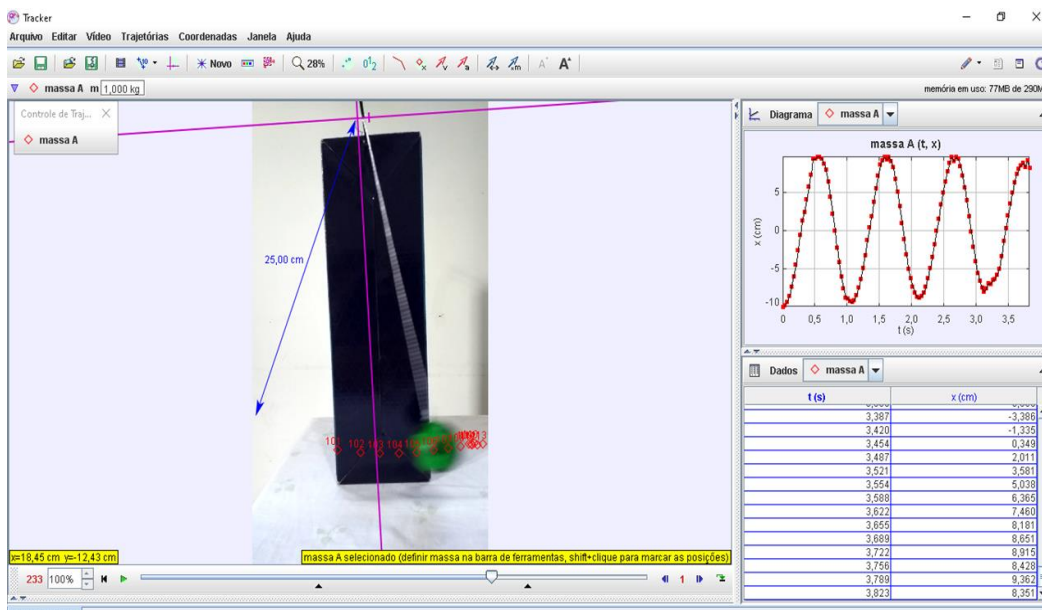 Tracker
Arquivo Editar Vídeo Trajetórias Coordenadas Janela Ajuda
Novo 28%
massa A m 1,000 kg memória em uso: 77MB de 290M
Controle de Traj...
massa A
25,00 cm
101 102 103 104
x=18,45 cm y=-12,43 cm
massa A selecionado (definir massa na barra de ferramentas, shift+clique para marcar as posições)
233 100% 1
Diagrama massa A
massa A (t, x)
x (cm)
5
0
-5
-10
0 0,5 1,0 1,5 2,0 2,5 3,0 3,5
t (s)
Dados massa A
t (s) x (cm)
3,387 -3,386
3,420 -1,335
3,454 0,349
3,487 2,011
3,521 3,581
3,554 5,038
3,588 6,365
3,622 7,460
3,655 8,181
3,689 8,651
3,722 8,915
3,756 8,428
3,789 9,362
3,823 8,351